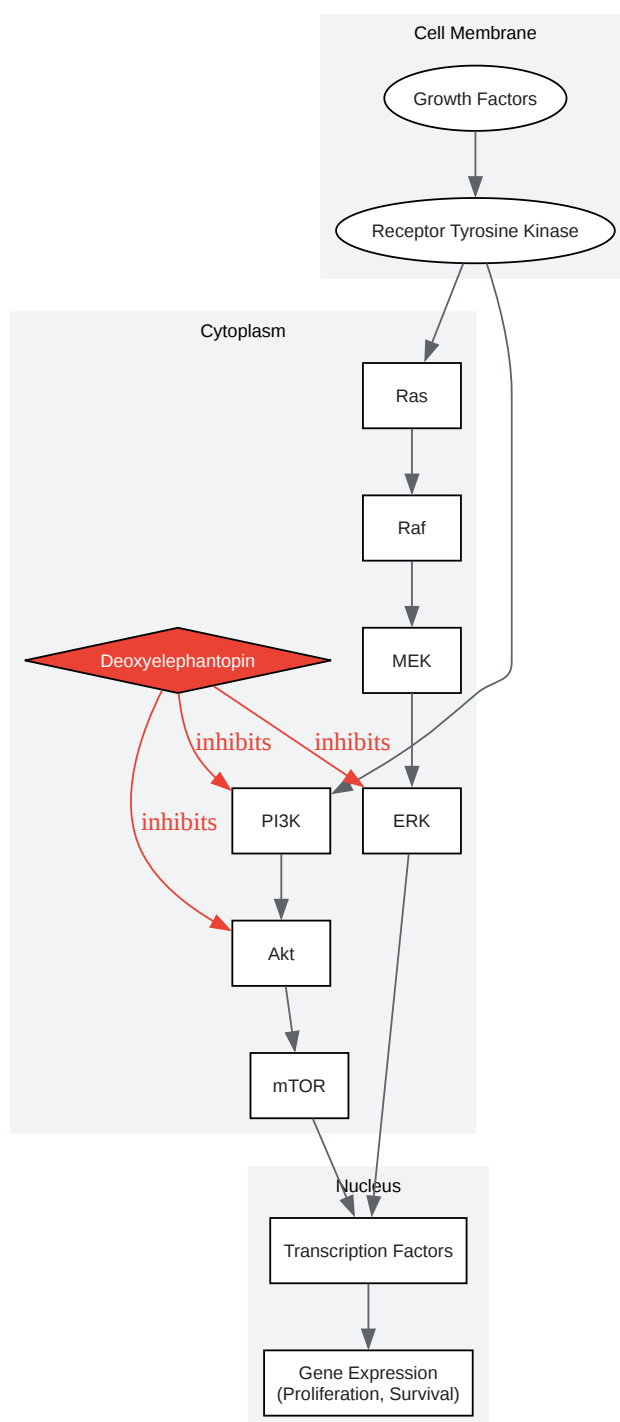 Cell Membrane
Growth Factors
Receptor Tyrosine Kinase
Cytoplasm
Ras
Raf
Deoxyelephantopin
MEK
inhibits
inhibits
inhibits
PI3K
ERK
Akt
mTOR
Nucleus
Transcription Factors
Gene Expression
(Proliferation, Survival)